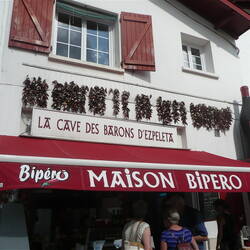 LA CAVE DES BARONS D'EZPELETA
Bipéro MAISON BIPERO